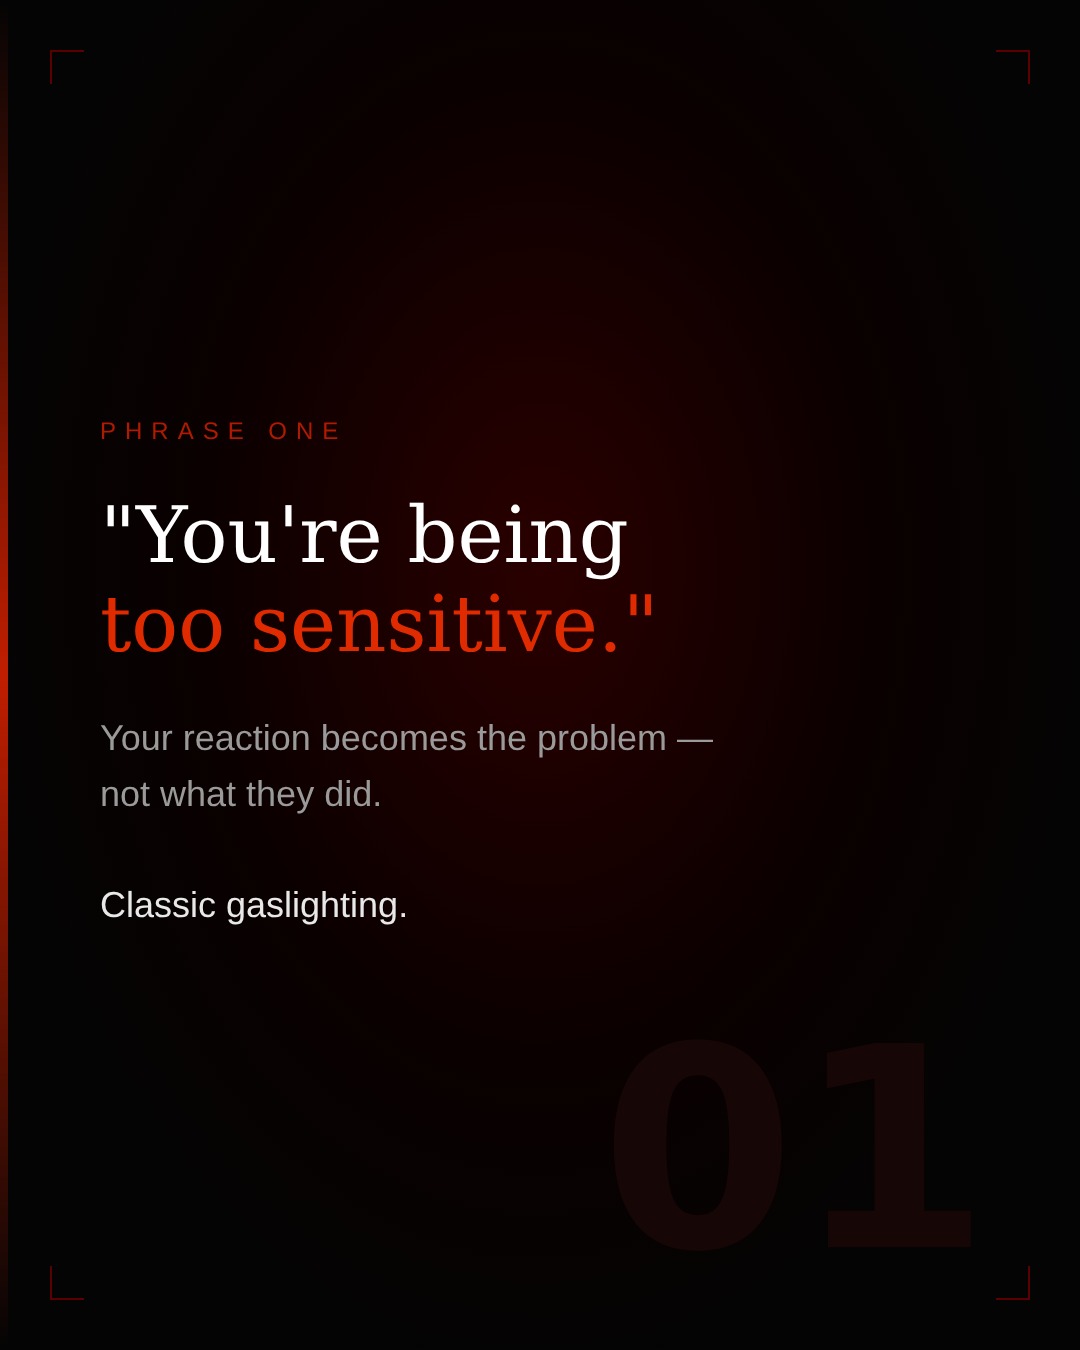 PHRASE ONE
"You're being
too sensitive."
Your reaction becomes the problem —
not what they did.
Classic gaslighting.
01